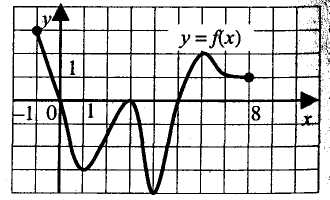 y
y = f(x)
1
−1 0 1 8
x